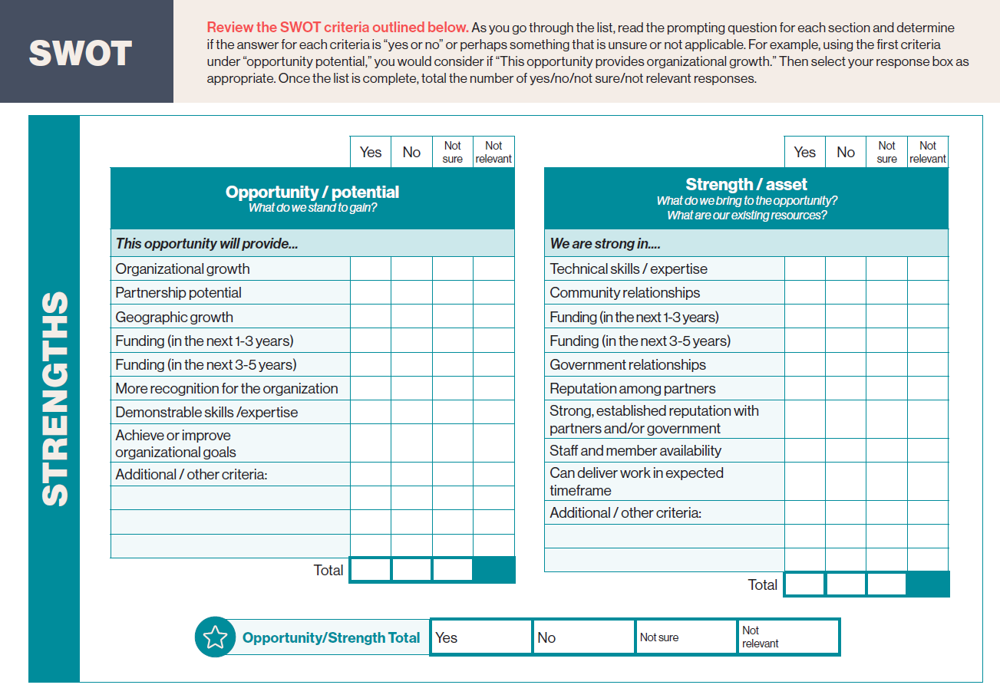 SWOT
Review the SWOT criteria outlined below. As you go through the list, read the prompting question for each section and determine
if the answer for each criteria is “yes or no” or perhaps something that is unsure or not applicable. For example, using the first criteria
under “opportunity potential,” you would consider if “This opportunity provides organizational growth.” Then select your response box as
appropriate. Once the list is complete, total the number of yes/no/not sure/not relevant responses.
STRENGTHS
Yes No Not sure Not relevant
Opportunity / potential
What do we stand to gain?
This opportunity will provide...
Organizational growth
Partnership potential
Geographic growth
Funding (in the next 1-3 years)
Funding (in the next 3-5 years)
More recognition for the organization
Demonstrable skills /expertise
Achieve or improve
organizational goals
Additional / other criteria:
Total
Yes No Not sure Not relevant
Strength / asset
What do we bring to the opportunity?
What are our existing resources?
We are strong in....
Technical skills / expertise
Community relationships
Funding (in the next 1-3 years)
Funding (in the next 3-5 years)
Government relationships
Reputation among partners
Strong, established reputation with
partners and/or government
Staff and member availability
Can deliver work in expected
timeframe
Additional / other criteria:
Total
Opportunity/Strength Total Yes No Not sure Not relevant